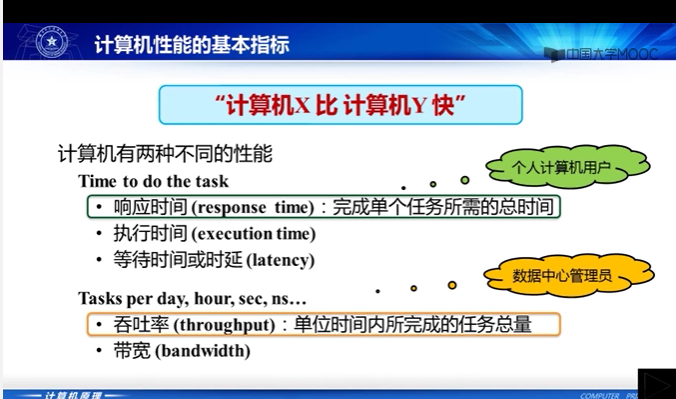 计算机性能的基本指标
中国大学MOOC
“计算机X 比 计算机Y 快”
计算机有两种不同的性能
个人计算机用户
Time to do the task
• 响应时间 (response time)：完成单个任务所需的总时间
• 执行时间 (execution time)
• 等待时间或时延 (latency)
数据中心管理员
Tasks per day, hour, sec, ns…
• 吞吐率 (throughput)：单位时间内所完成的任务总量
• 带宽 (bandwidth)
计算机原理
COMPUTER